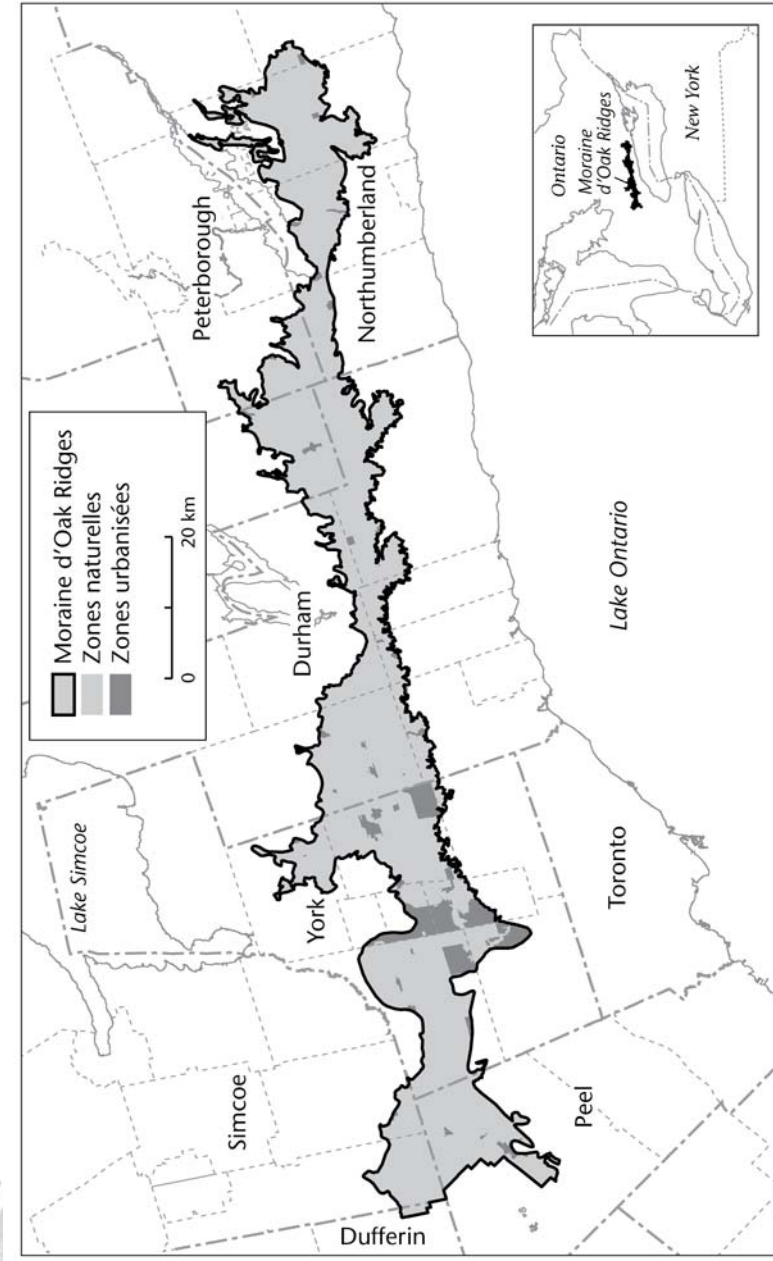 Moraine d'Oak Ridges
Zones naturelles
Zones urbanisées
0
20 km
Lake Simcoe
Simcoe
York
Durham
Peterborough
Northumberland
Dufferin
Peel
Toronto
Lake Ontario
Ontario
Moraine
d'Oak Ridges
New York